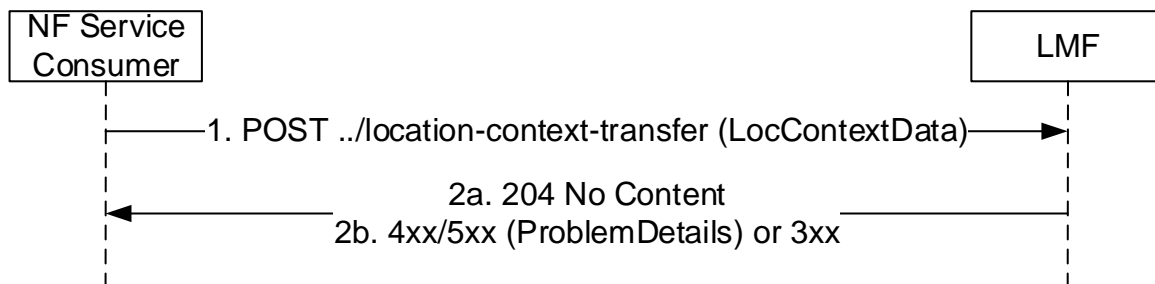 NF Service
Consumer
LMF
1. POST ../location-context-transfer (LocContextData)
2a. 204 No Content
2b. 4xx/5xx (ProblemDetails) or 3xx